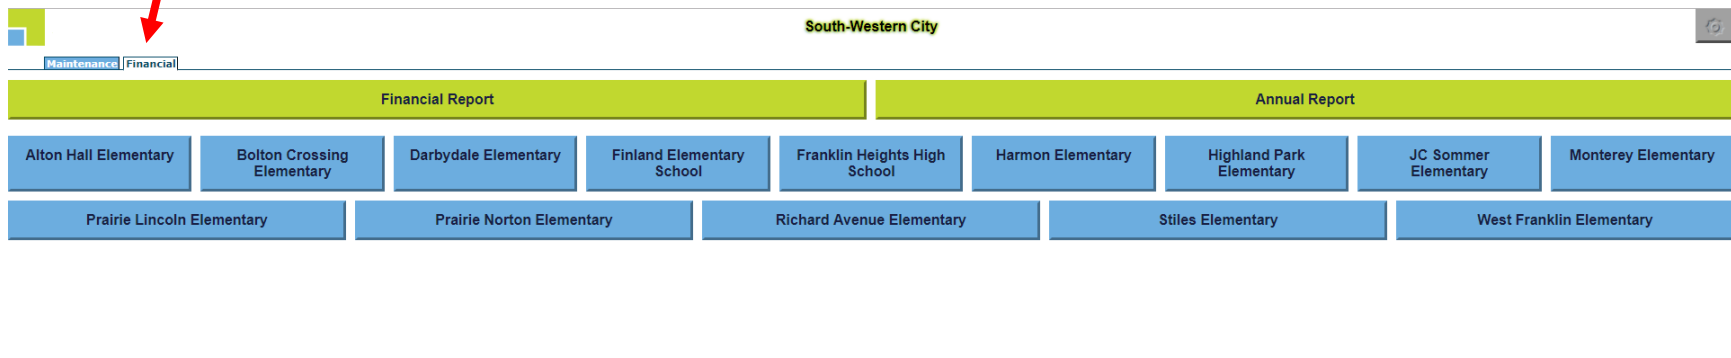 South-Western City
Maintenance Financial
Financial Report Annual Report
Alton Hall Elementary
Bolton Crossing
Elementary
Darbydale Elementary
Finland Elementary
School
Franklin Heights High
School
Harmon Elementary
Highland Park
Elementary
JC Sommer
Elementary
Monterey Elementary
Prairie Lincoln Elementary
Prairie Norton Elementary
Richard Avenue Elementary
Stiles Elementary
West Franklin Elementary